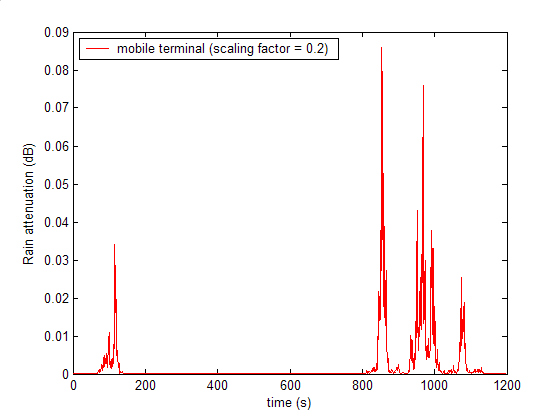 mobile terminal (scaling factor = 0.2)
Rain attenuation (dB)
0.09
0.08
0.07
0.06
0.05
0.04
0.03
0.02
0.01
0
0 200 400 600 800 1000 1200
time (s)